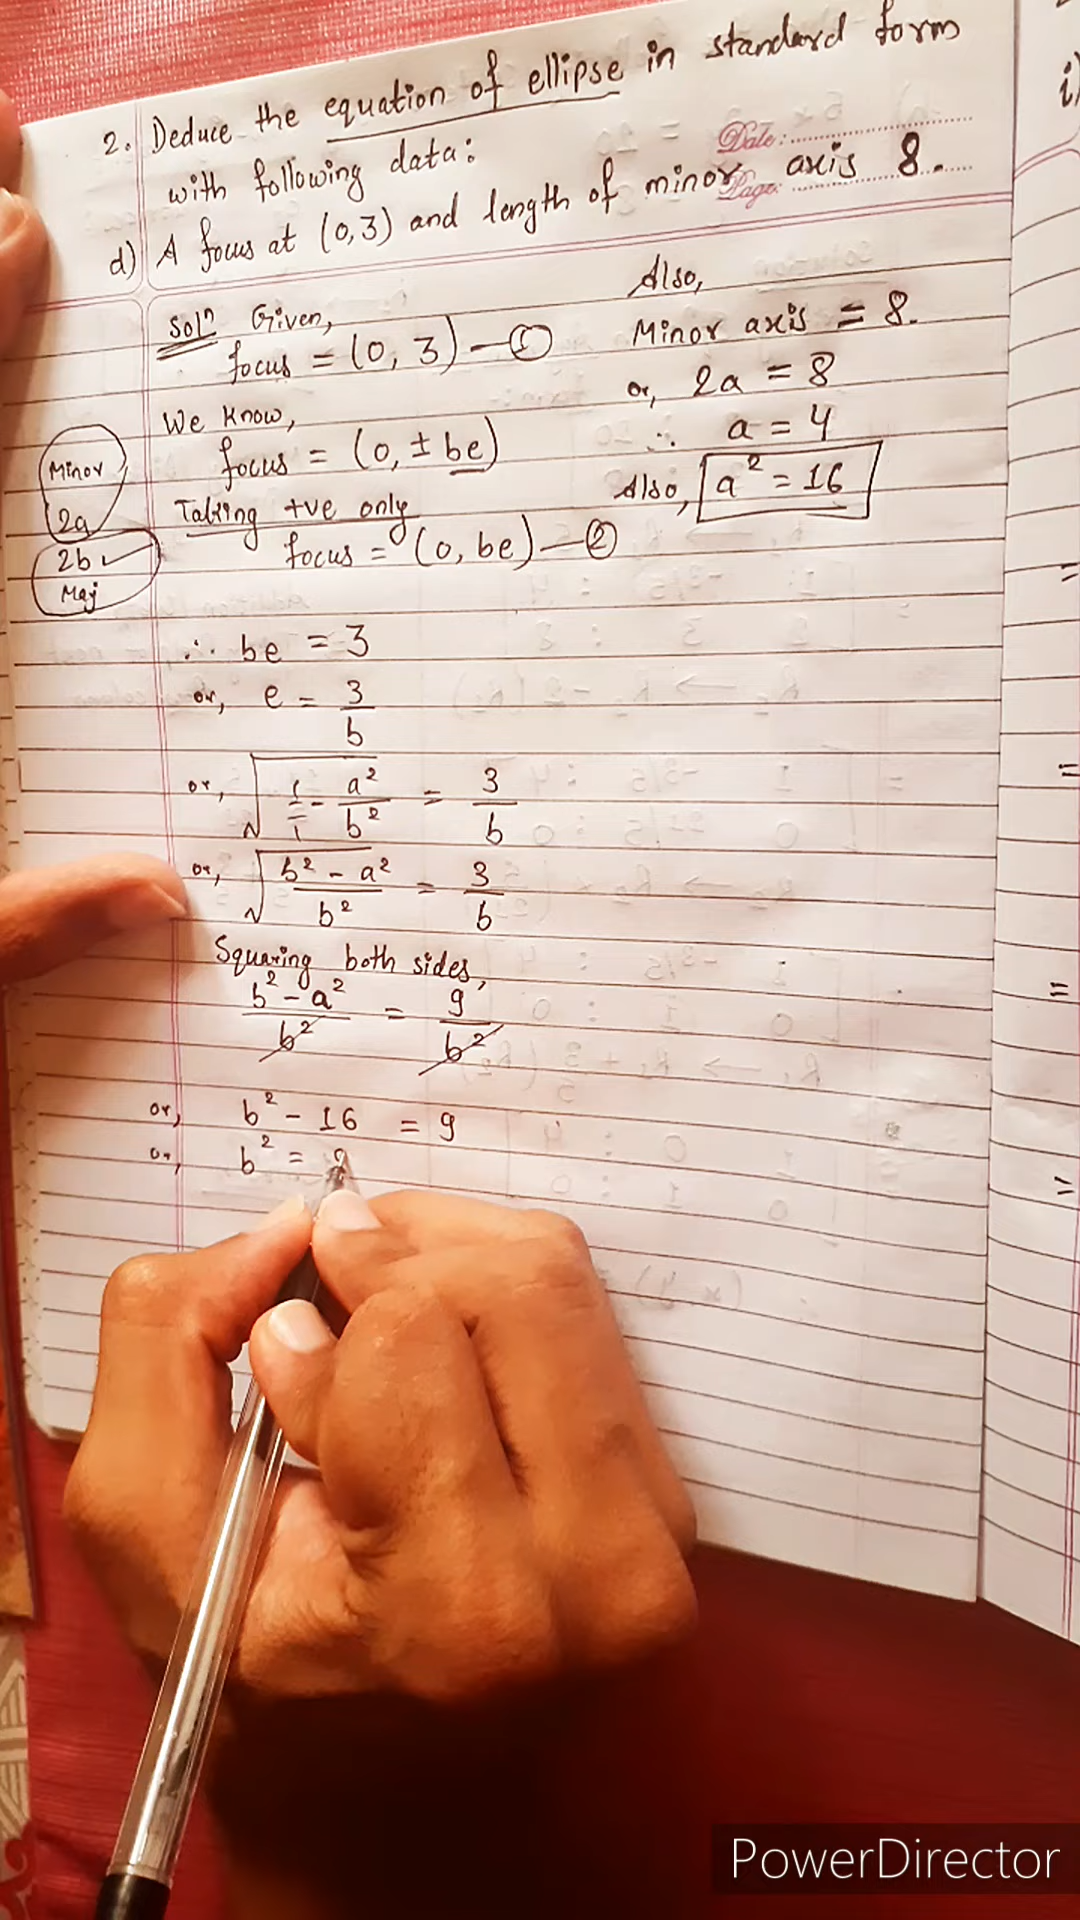 2. Deduce the equation of ellipse in standard form
with following data:
Date:
Page:
d) A focus at (0,3) and length of minor axis 8.
Soln Given,
focus = (0, 3) — ①
We know,
focus = (0, ± be)
Taking +ve only
focus = (0, be) — ②
Minor
2a
2b ✓
Maj
Also,
Minor axis = 8.
or, 2a = 8
∴ a = 4
Also, a² = 16
∴ be = 3
or, e = 3/b
or, √(1/1 - a²/b²) = 3/b
or, √((b² - a²)/b²) = 3/b
Squaring both sides,
(b² - a²)/b² = 9/b²
or, b² - 16 = 9
or, b² =
i)
=
=
=
PowerDirector